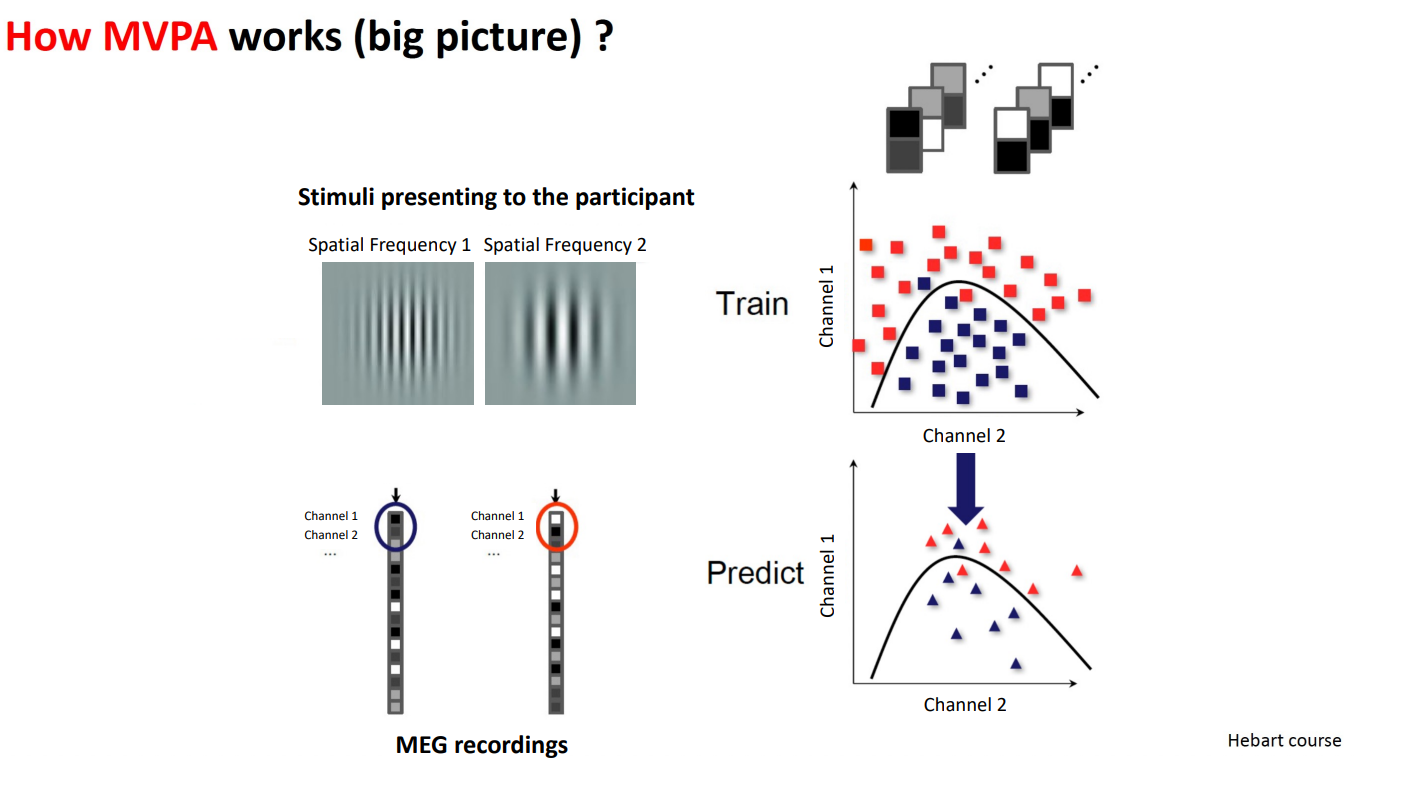 How MVPA works (big picture) ?
Stimuli presenting to the participant
Spatial Frequency 1 Spatial Frequency 2
Channel 1
Channel 2
...
Channel 1
Channel 2
...
MEG recordings
Train
Channel 1
Channel 2
Predict
Channel 1
Channel 2
Hebart course